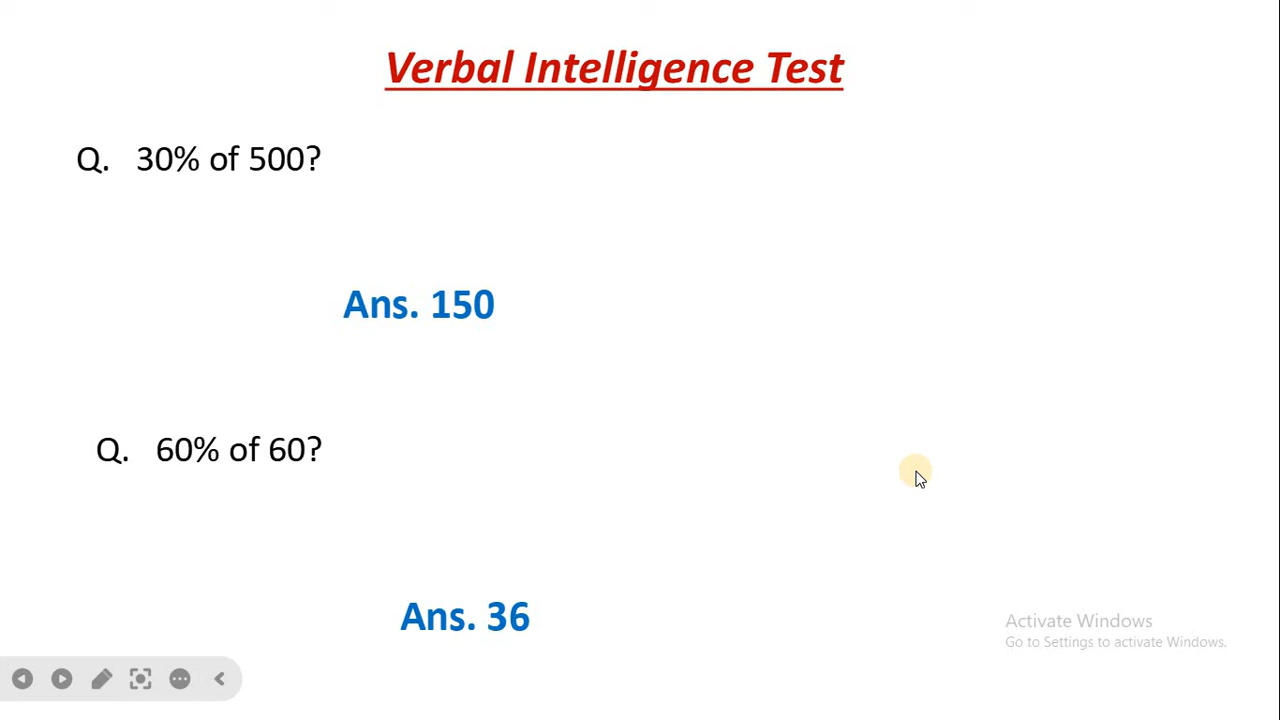 Verbal Intelligence Test
Q. 30% of 500?
Ans. 150
Q. 60% of 60?
Ans. 36
Activate Windows
Go to Settings to activate Windows.